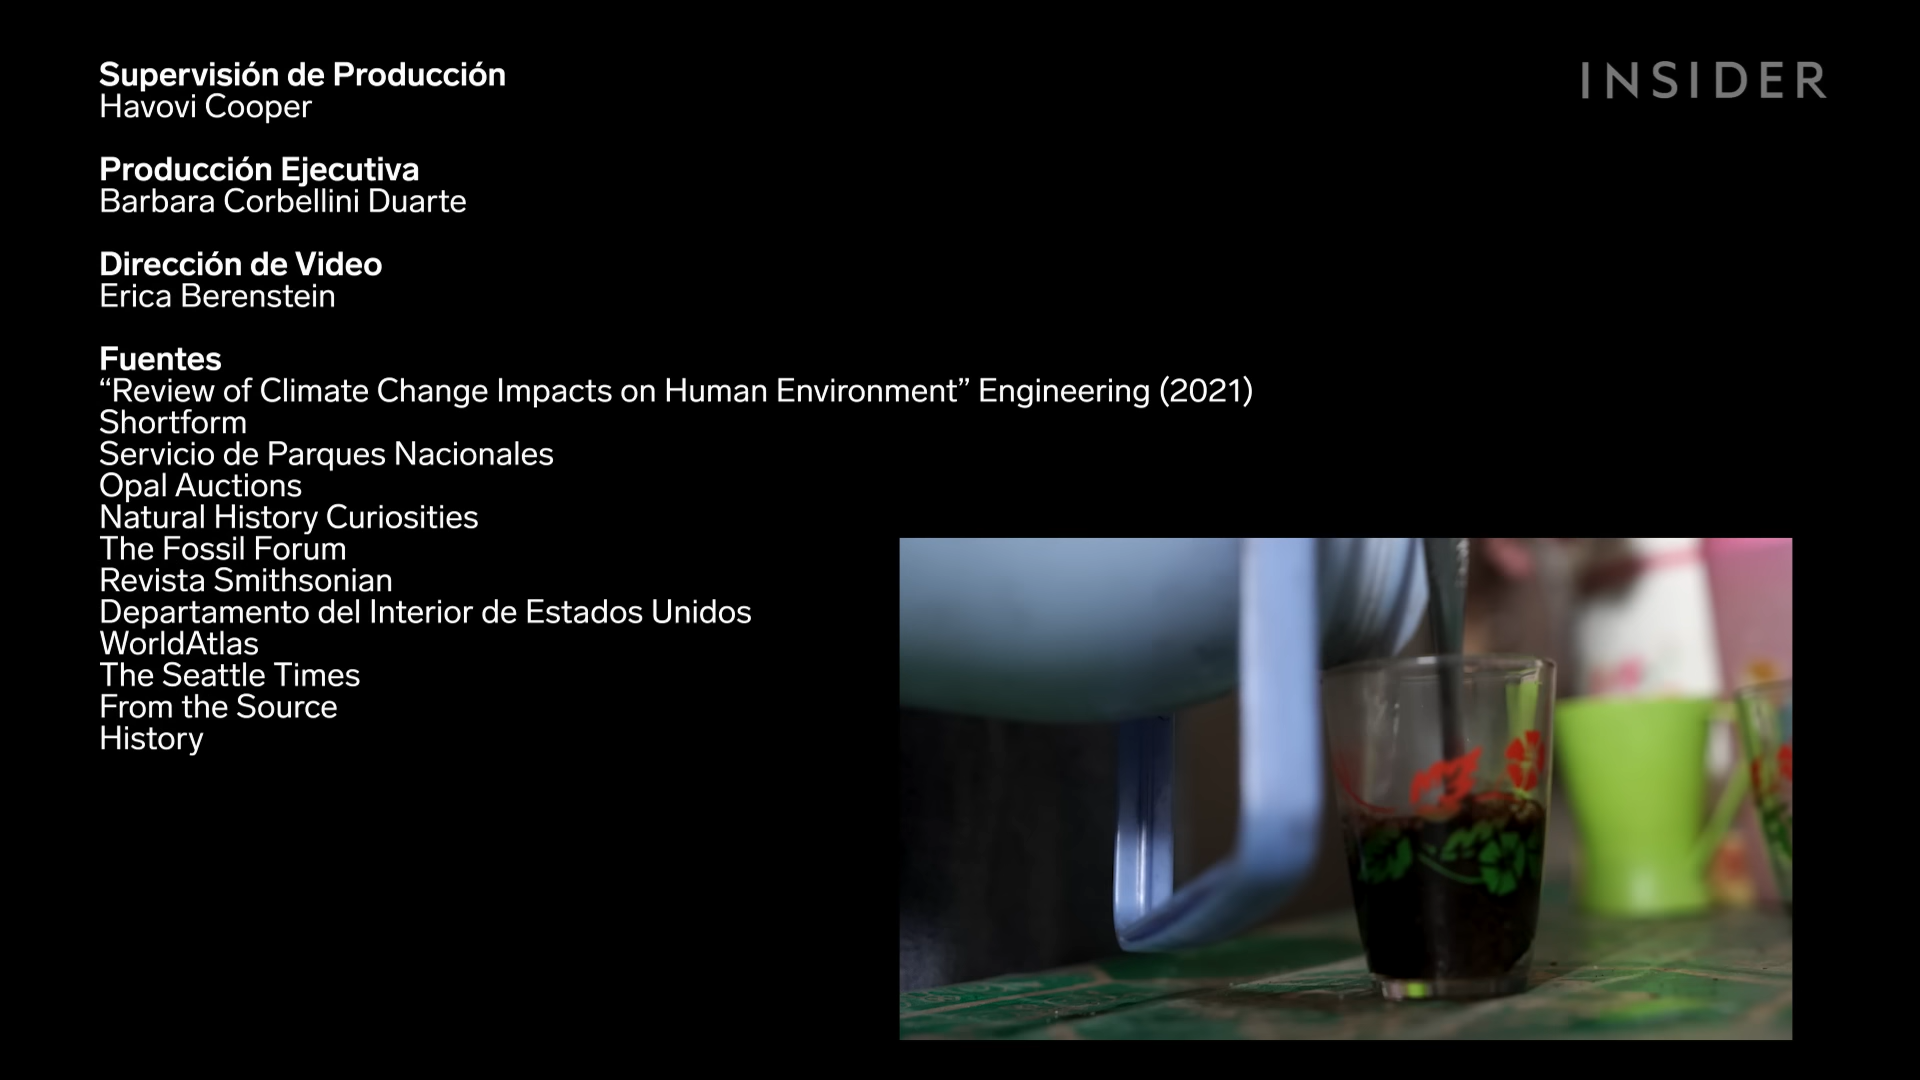 Supervisión de Producción
Havovi Cooper
Producción Ejecutiva
Barbara Corbellini Duarte
Dirección de Video
Erica Berenstein
Fuentes
“Review of Climate Change Impacts on Human Environment” Engineering (2021)
Shortform
Servicio de Parques Nacionales
Opal Auctions
Natural History Curiosities
The Fossil Forum
Revista Smithsonian
Departamento del Interior de Estados Unidos
WorldAtlas
The Seattle Times
From the Source
History
INSIDER